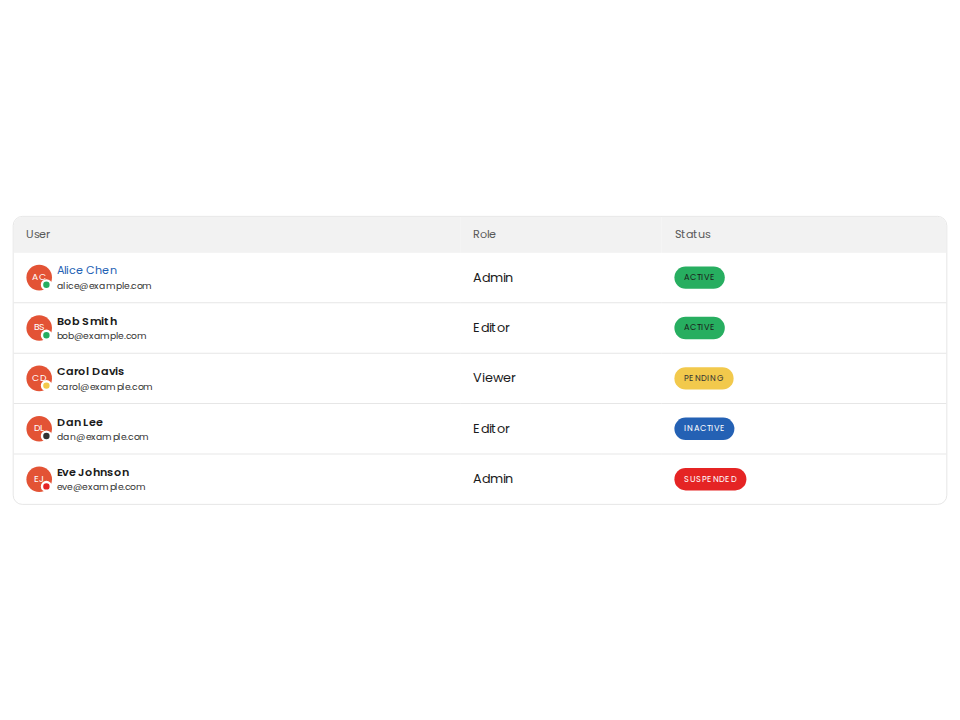 User Role Status
AC Alice Chen Admin ACTIVE
alice@example.com
BS Bob Smith Editor ACTIVE
bob@example.com
CD Carol Davis Viewer PENDING
carol@example.com
DL Dan Lee Editor INACTIVE
dan@example.com
EJ Eve Johnson Admin SUSPENDED
eve@example.com